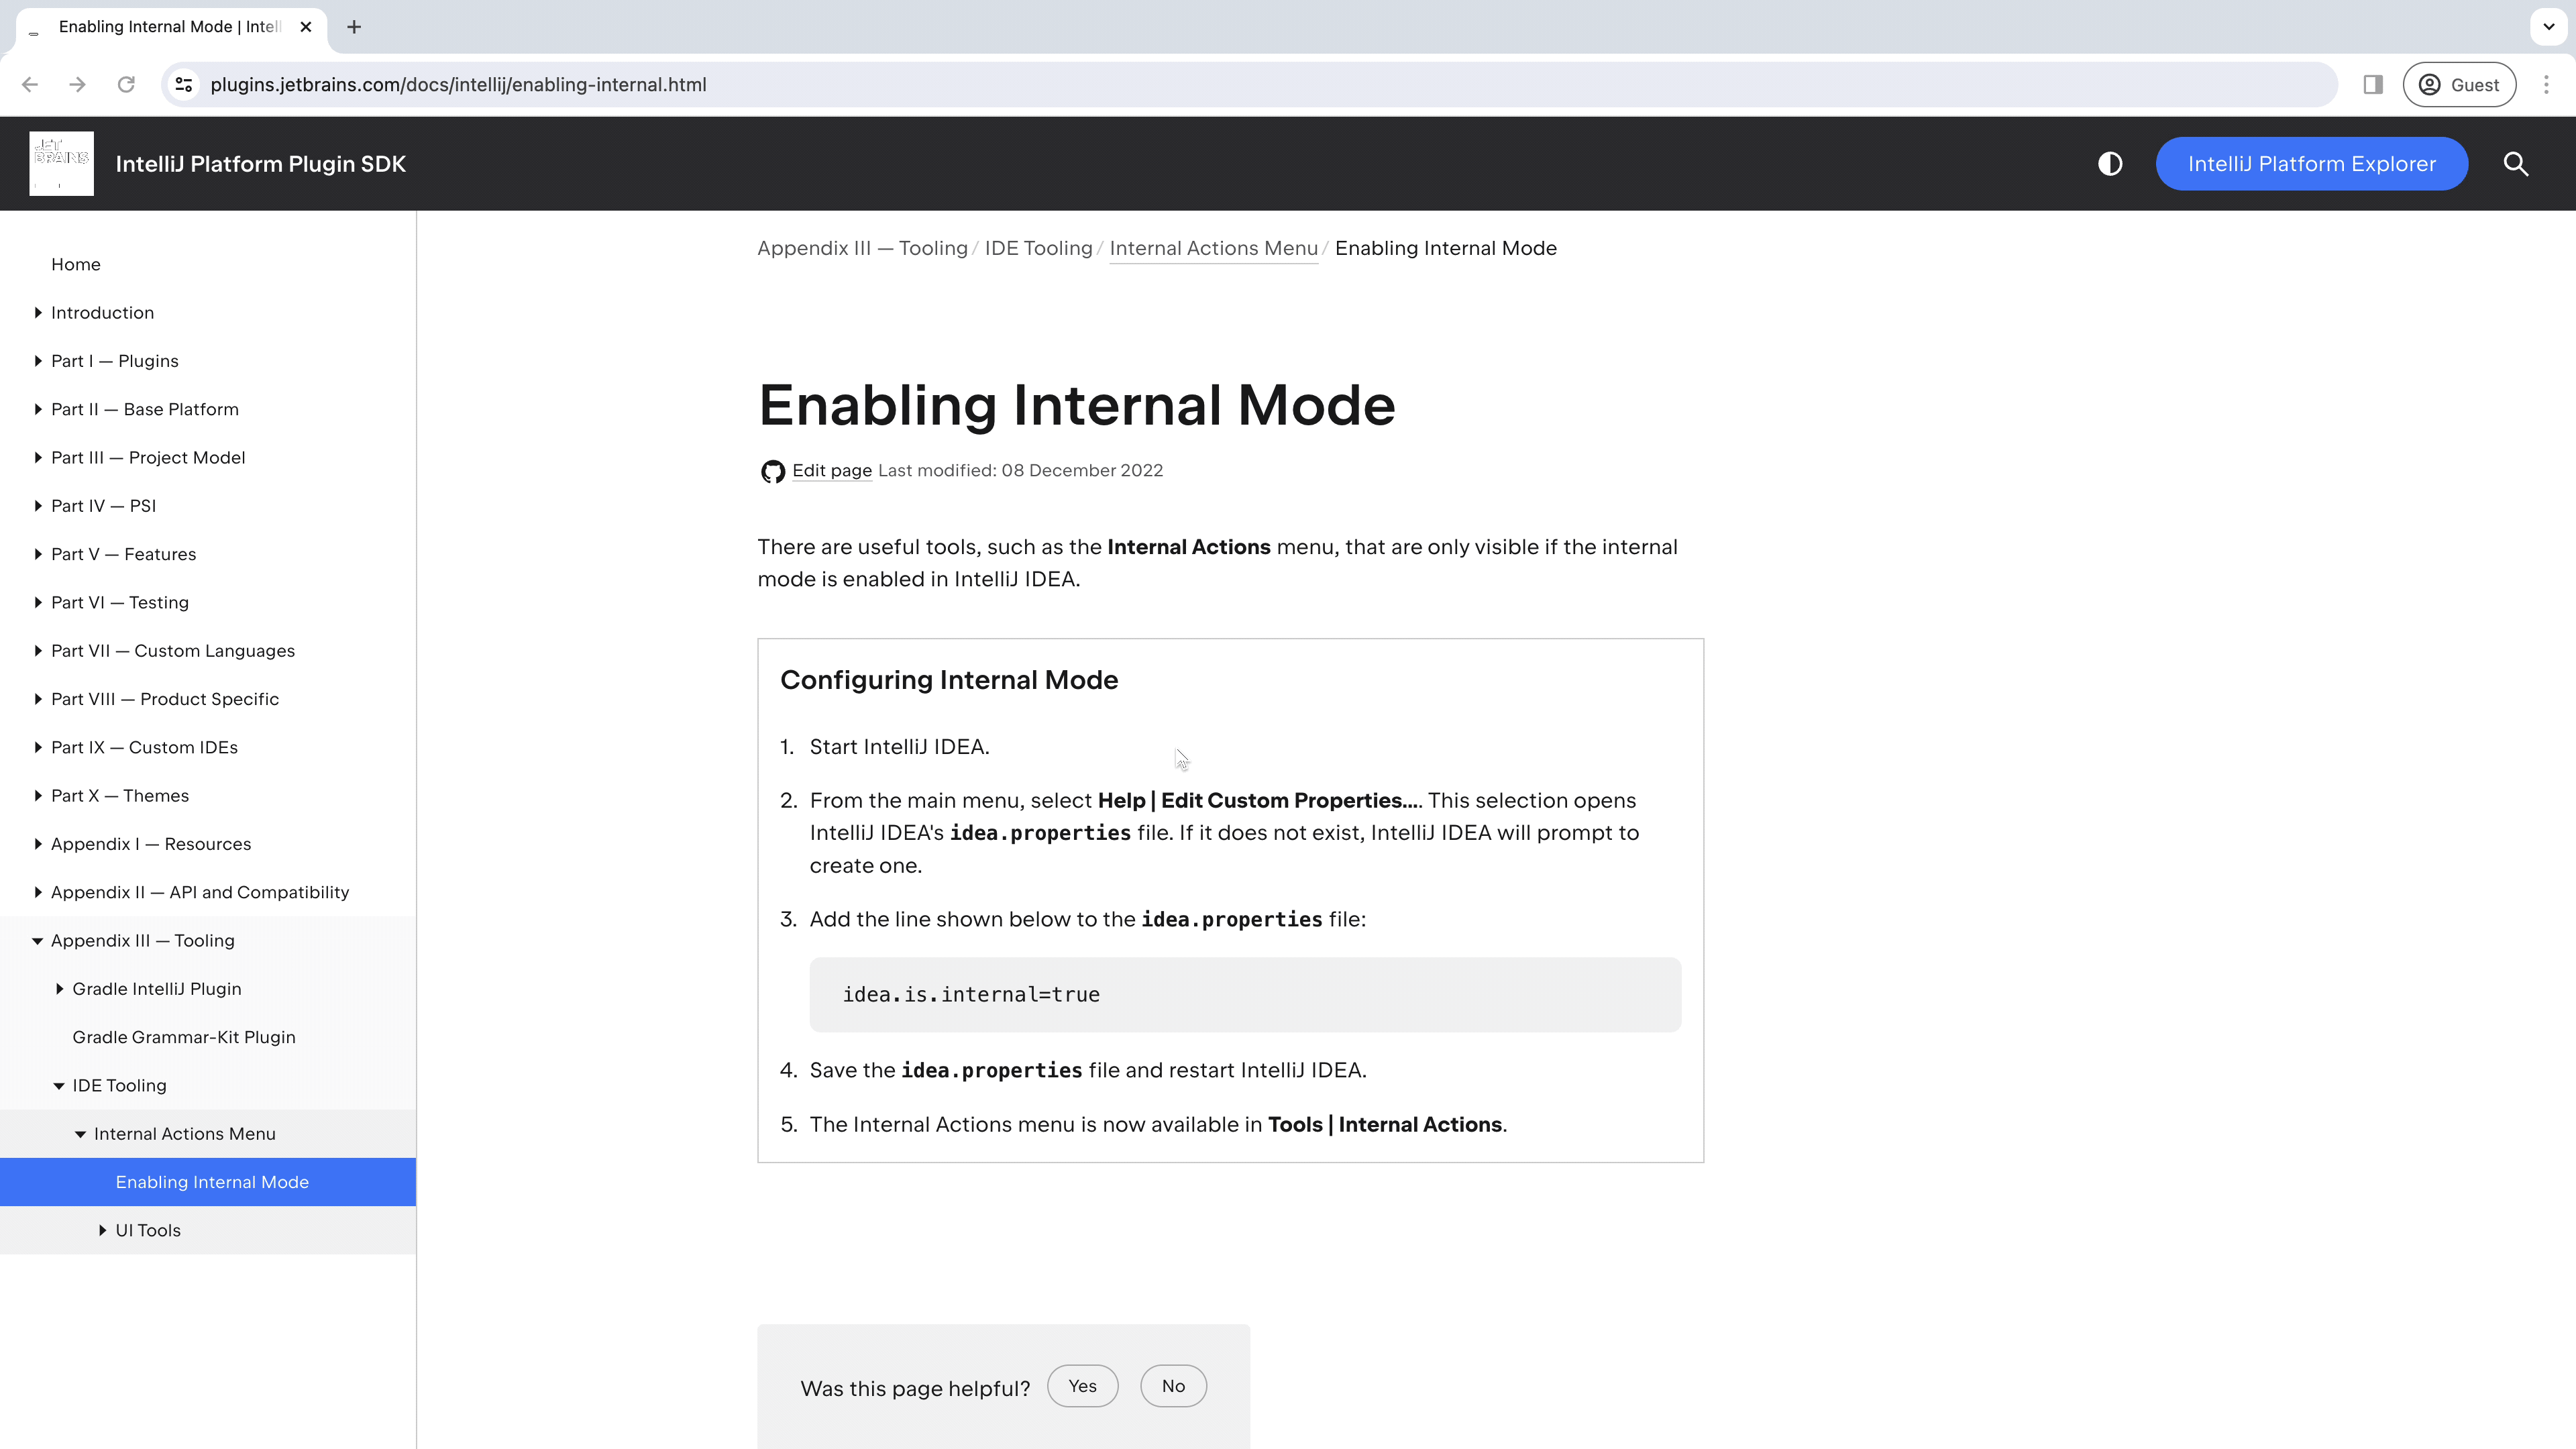 Enabling Internal Mode | Intell
plugins.jetbrains.com/docs/intellij/enabling-internal.html
Guest
JET
BRAINS
IntelliJ Platform Plugin SDK
IntelliJ Platform Explorer
Home
Introduction
Part I — Plugins
Part II — Base Platform
Part III — Project Model
Part IV — PSI
Part V — Features
Part VI — Testing
Part VII — Custom Languages
Part VIII — Product Specific
Part IX — Custom IDEs
Part X — Themes
Appendix I — Resources
Appendix II — API and Compatibility
Appendix III — Tooling
Gradle IntelliJ Plugin
Gradle Grammar-Kit Plugin
IDE Tooling
Internal Actions Menu
Enabling Internal Mode
UI Tools
Appendix III — Tooling / IDE Tooling / Internal Actions Menu / Enabling Internal Mode
Enabling Internal Mode
Edit page Last modified: 08 December 2022
There are useful tools, such as the Internal Actions menu, that are only visible if the internal
mode is enabled in IntelliJ IDEA.
Configuring Internal Mode
1. Start IntelliJ IDEA.
2. From the main menu, select Help | Edit Custom Properties.... This selection opens
IntelliJ IDEA's idea.properties file. If it does not exist, IntelliJ IDEA will prompt to
create one.
3. Add the line shown below to the idea.properties file:
idea.is.internal=true
4. Save the idea.properties file and restart IntelliJ IDEA.
5. The Internal Actions menu is now available in Tools | Internal Actions.
Was this page helpful? Yes No